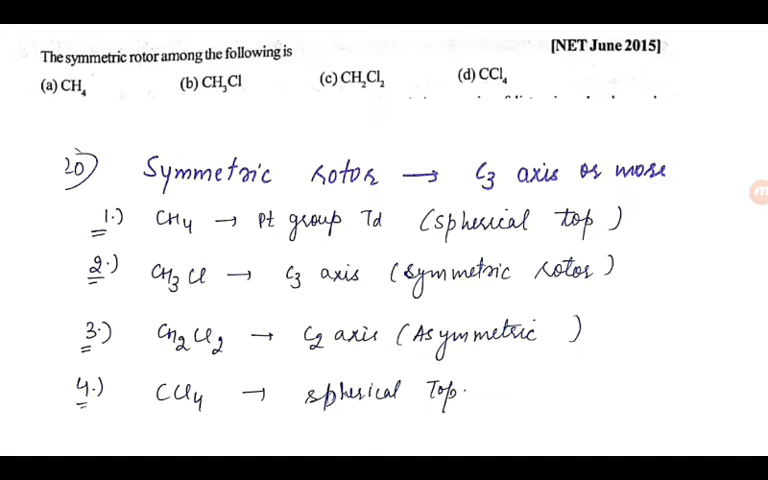 [NET June 2015]
The symmetric rotor among the following is
(a) CH₄ (b) CH₃Cl (c) CH₂Cl₂ (d) CCl₄
20) Symmetric rotor → C₃ axis or more
1.) CH₄ → Pt group Td (spherical top)
2.) CH₃Cl → C₃ axis (symmetric rotor)
3.) CH₂Cl₂ → C₂ axis (Asymmetric)
4.) CCl₄ → spherical Top.